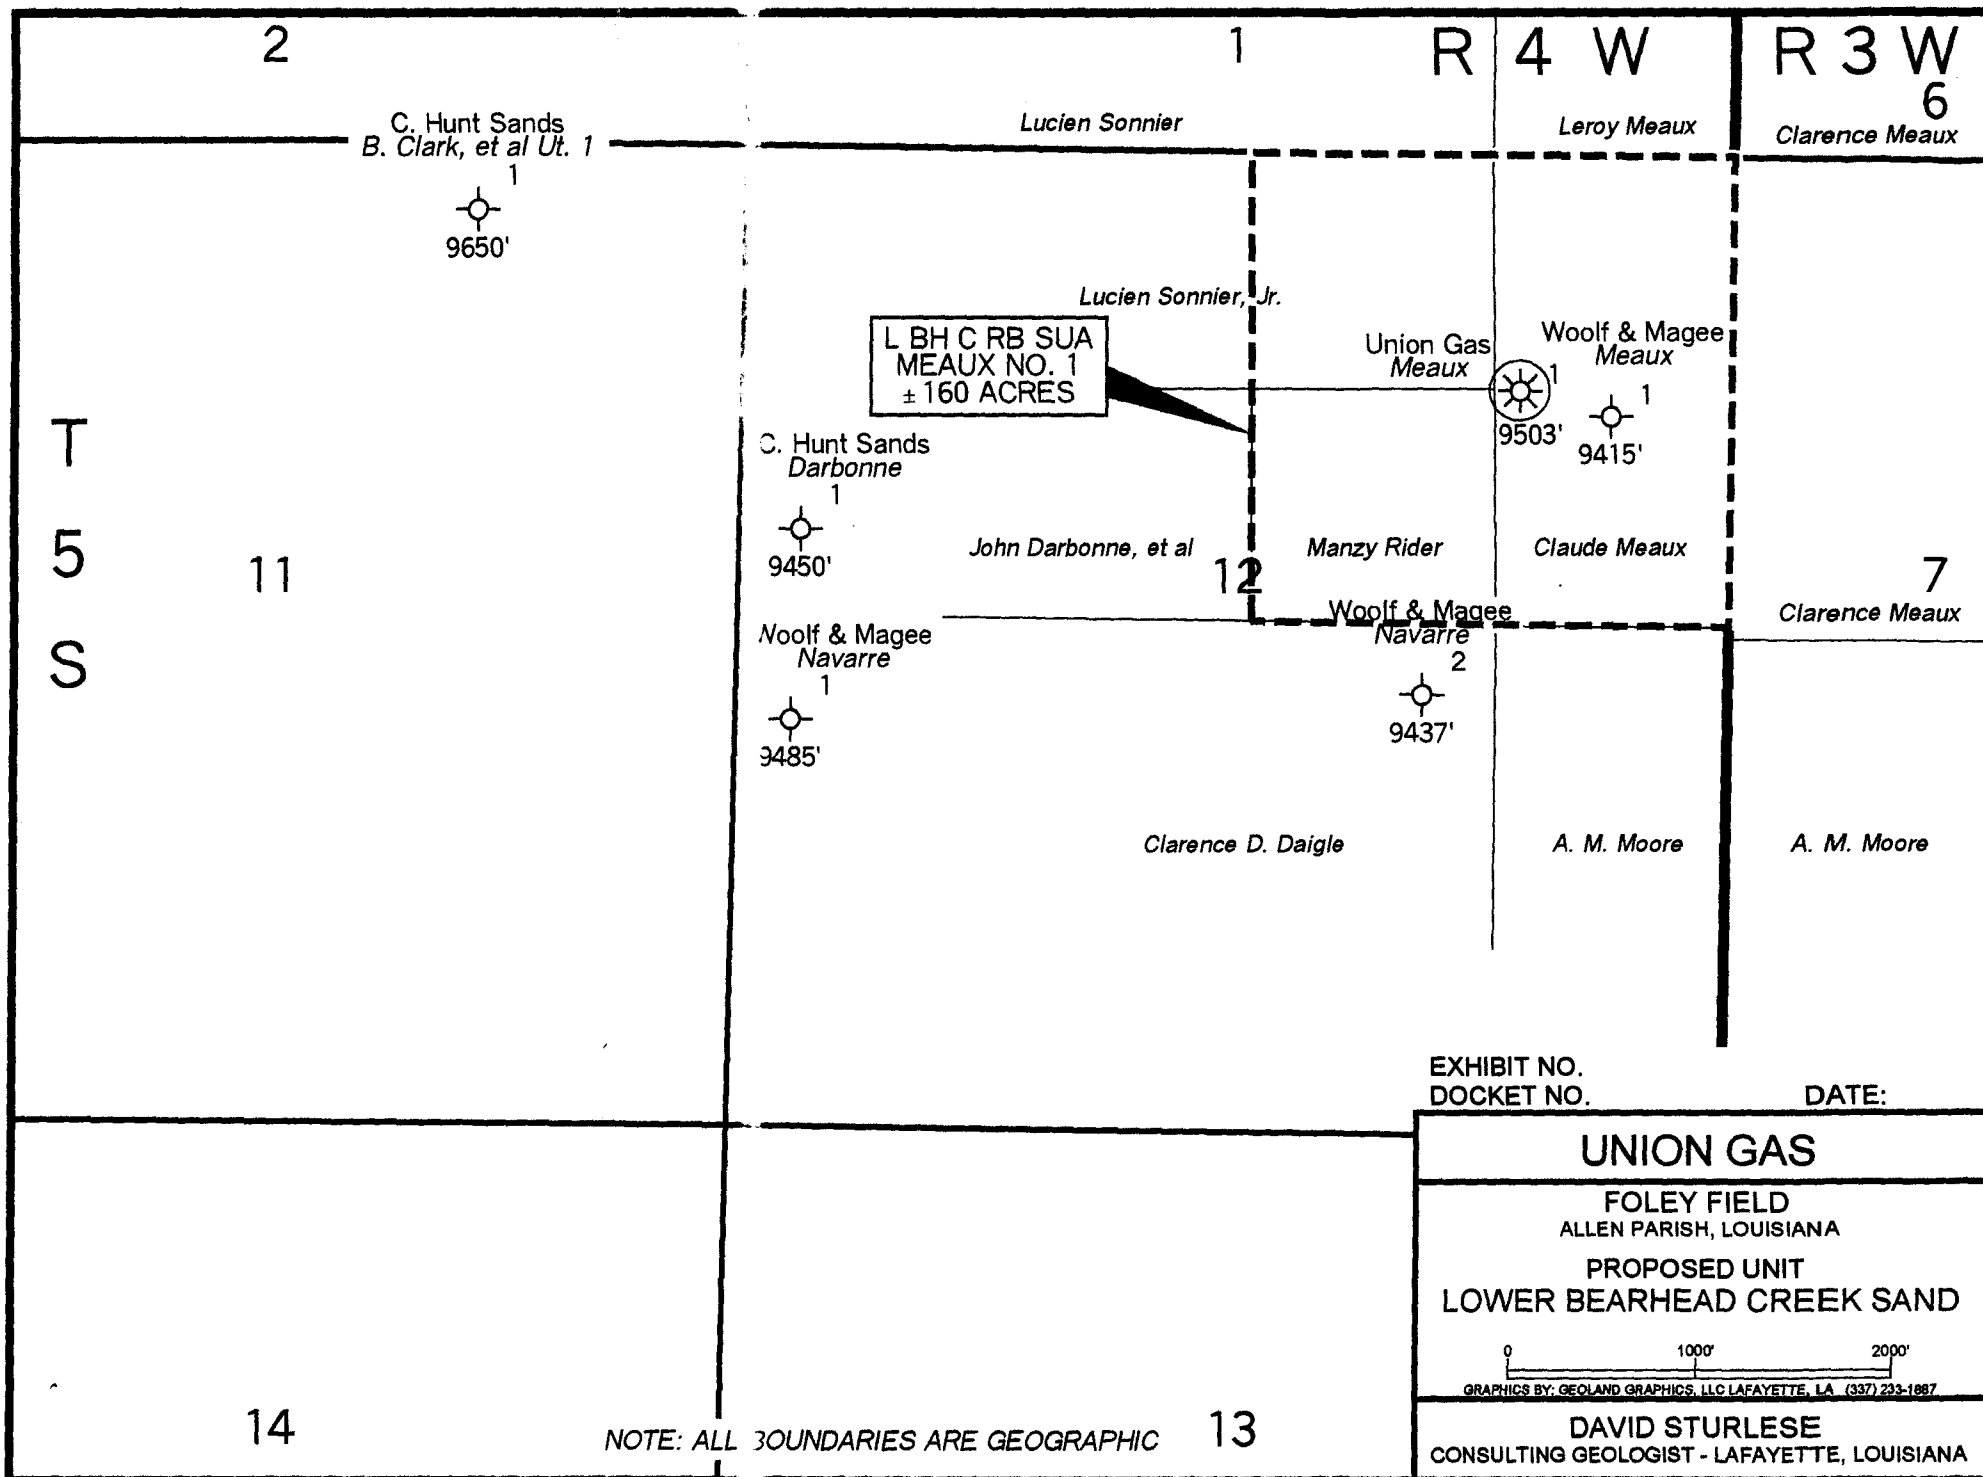 2
1
R 4 W
R 3 W
6
C. Hunt Sands
B. Clark, et al Ut. 1
1
9650'
Lucien Sonnier
Leroy Meaux
Clarence Meaux
Lucien Sonnier, Jr.
L BH C RB SUA
MEAUX NO. 1
± 160 ACRES
Union Gas
Meaux
1
9503'
Woolf & Magee
Meaux
1
9415'
T
5
S
11
C. Hunt Sands
Darbonne
1
9450'
John Darbonne, et al
12
Manzy Rider
Claude Meaux
7
Clarence Meaux
Woolf & Magee
Navarre
1
9485'
Woolf & Magee
Navarre
2
9437'
Clarence D. Daigle
A. M. Moore
A. M. Moore
EXHIBIT NO.
DOCKET NO.
DATE:
UNION GAS
FOLEY FIELD
ALLEN PARISH, LOUISIANA
PROPOSED UNIT
LOWER BEARHEAD CREEK SAND
0 1000' 2000'
GRAPHICS BY: GEOLAND GRAPHICS, LLC LAFAYETTE, LA (337) 233-1887
DAVID STURLESE
CONSULTING GEOLOGIST - LAFAYETTE, LOUISIANA
14
NOTE: ALL BOUNDARIES ARE GEOGRAPHIC
13